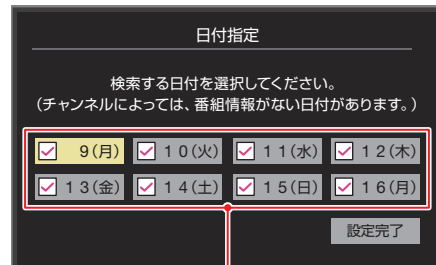 日付指定
検索する日付を選択してください。
(チャンネルによっては、番組情報がない日付があります。)
9(月) 10(火) 11(水) 12(木)
13(金) 14(土) 15(日) 16(月)
設定完了